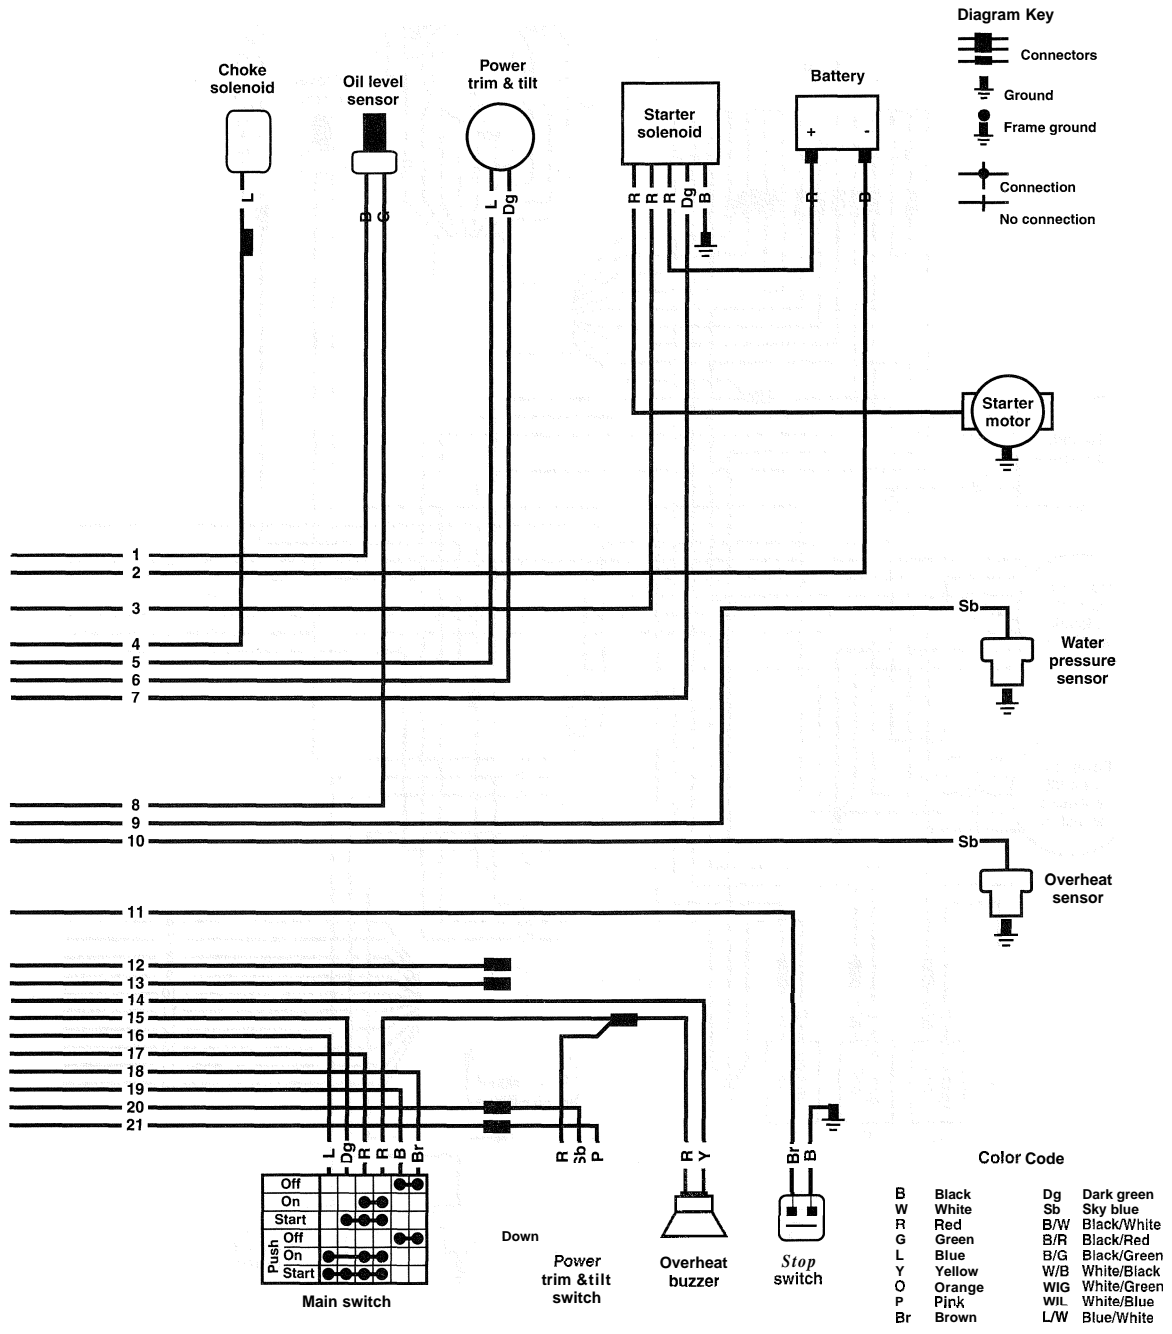 Diagram Key
Connectors
Ground
Frame ground
Connection
No connection
Choke
solenoid
Oil level
sensor
Power
trim & tilt
Starter
solenoid
Battery
+ -
L
B G
L Dg
R R R Dg B
R B
Starter
motor
1
2
3
Sb
4
5
6
7
Water
pressure
sensor
8
9
10
Sb
Overheat
sensor
11
12
13
14
15
16
17
18
19
20
21
L Dg R R B Br
R Sb P
R Y
Br B
Push
Off
On
Start
Off
On
Start
Main switch
Down
Power
trim &tilt
switch
Overheat
buzzer
Stop
switch
Color Code
B Black
W White
R Red
G Green
L Blue
Y Yellow
O Orange
P Pink
Br Brown
Dg Dark green
Sb Sky blue
B/W Black/White
B/R Black/Red
B/G Black/Green
W/B White/Black
WIG White/Green
WIL White/Blue
L/W Blue/White